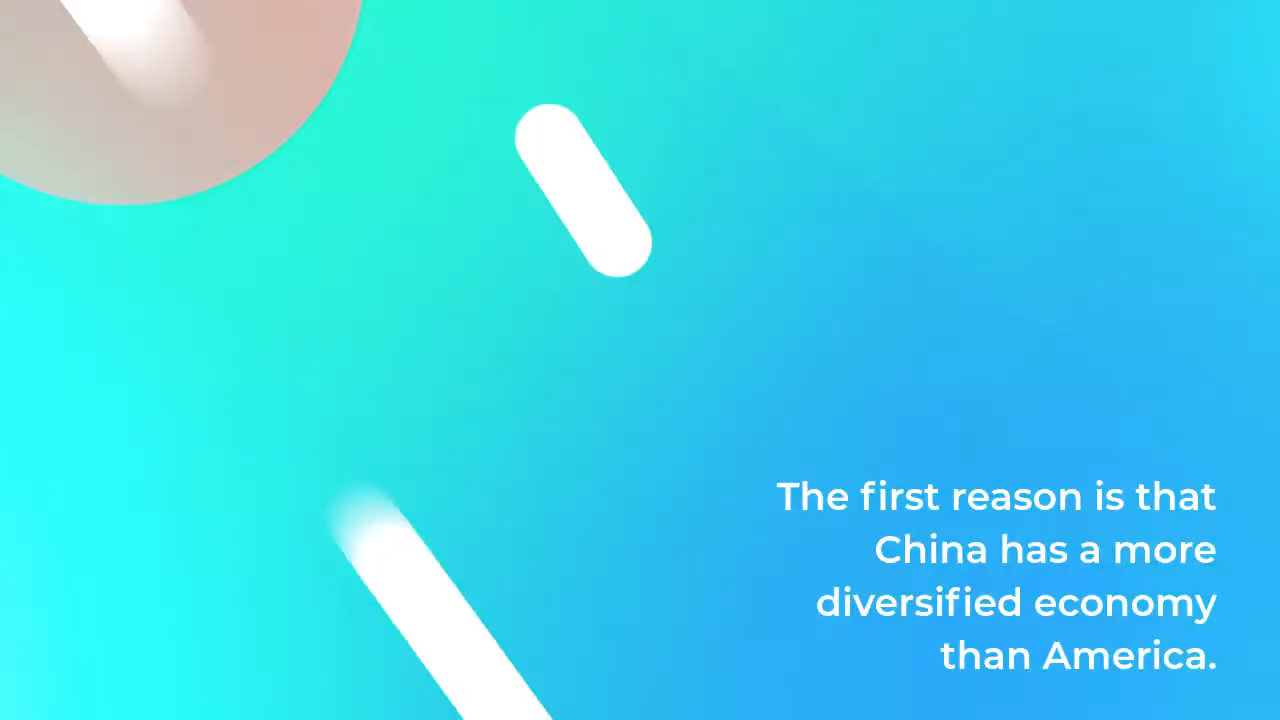 The first reason is that
China has a more
diversified economy
than America.